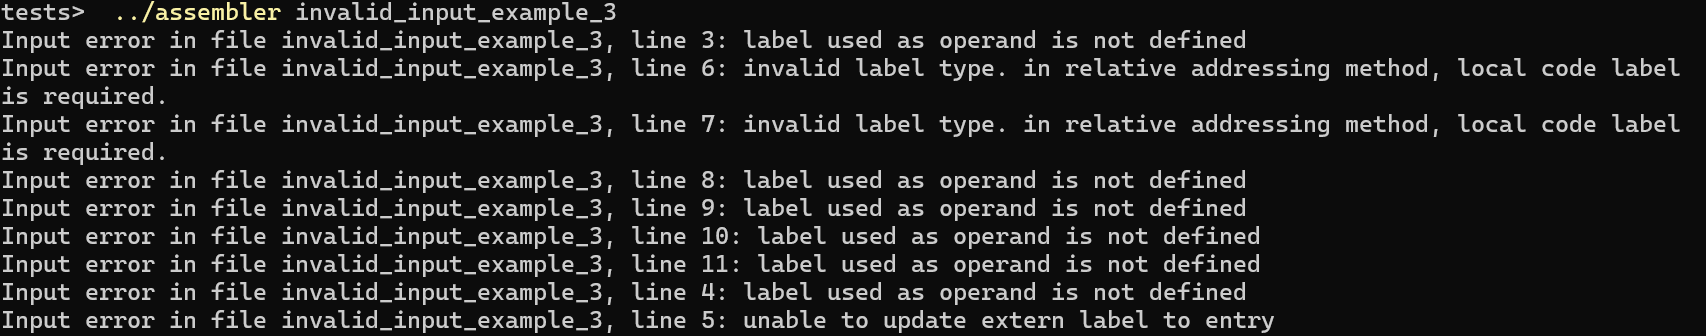 tests>  ../assembler invalid_input_example_3
Input error in file invalid_input_example_3, line 3: label used as operand is not defined
Input error in file invalid_input_example_3, line 6: invalid label type. in relative addressing method, local code label
is required.
Input error in file invalid_input_example_3, line 7: invalid label type. in relative addressing method, local code label
is required.
Input error in file invalid_input_example_3, line 8: label used as operand is not defined
Input error in file invalid_input_example_3, line 9: label used as operand is not defined
Input error in file invalid_input_example_3, line 10: label used as operand is not defined
Input error in file invalid_input_example_3, line 11: label used as operand is not defined
Input error in file invalid_input_example_3, line 4: label used as operand is not defined
Input error in file invalid_input_example_3, line 5: unable to update extern label to entry